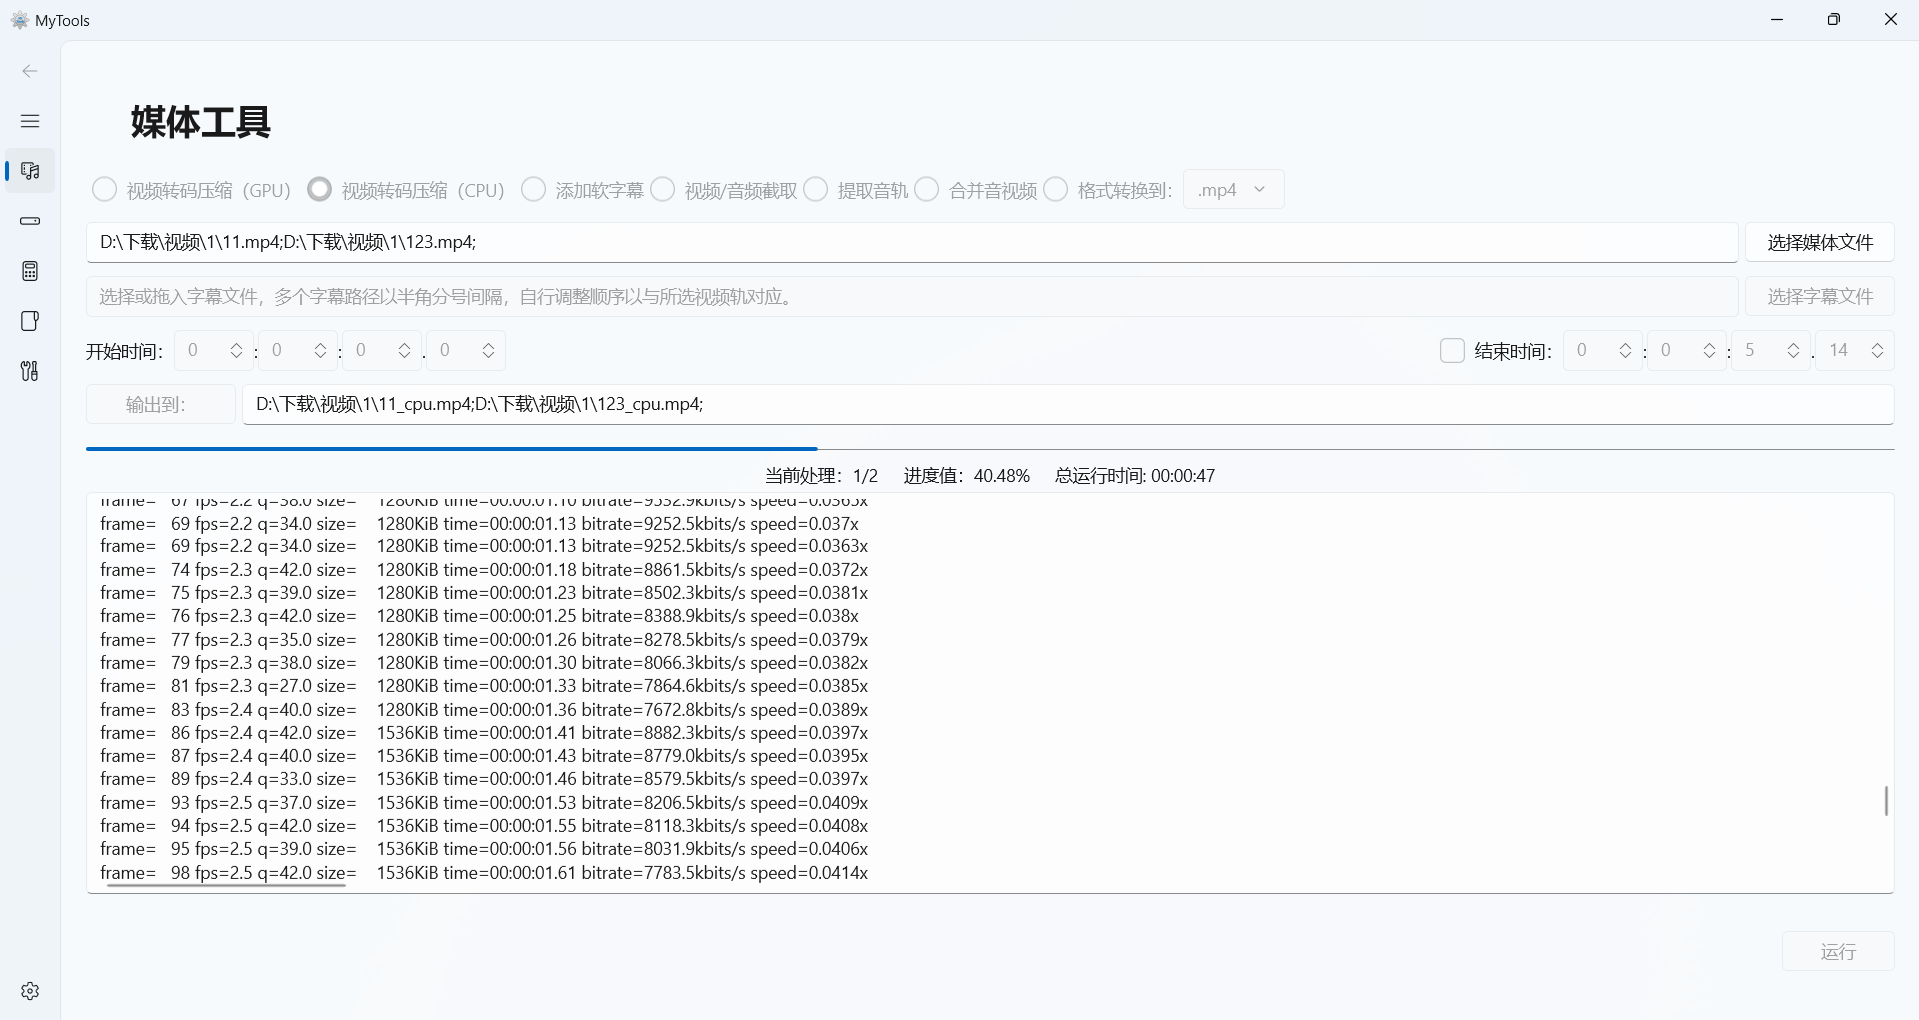 MyTools
媒体工具
视频转码压缩（GPU） 视频转码压缩（CPU） 添加软字幕 视频/音频截取 提取音轨 合并音视频 格式转换到： .mp4
D:\下载\视频\1\11.mp4;D:\下载\视频\1\123.mp4; 选择媒体文件
选择或拖入字幕文件，多个字幕路径以半角分号间隔，自行调整顺序以与所选视频轨对应。 选择字幕文件
开始时间： 0 : 0 : 0 . 0 结束时间： 0 : 0 : 5 . 14
输出到： D:\下载\视频\1\11_cpu.mp4;D:\下载\视频\1\123_cpu.mp4;
当前处理：1/2 进度值：40.48% 总运行时间: 00:00:47
frame= 67 fps=2.2 q=38.0 size= 1280KiB time=00:00:01.10 bitrate=9532.9kbits/s speed=0.0365x
frame= 69 fps=2.2 q=34.0 size= 1280KiB time=00:00:01.13 bitrate=9252.5kbits/s speed=0.037x
frame= 69 fps=2.2 q=34.0 size= 1280KiB time=00:00:01.13 bitrate=9252.5kbits/s speed=0.0363x
frame= 74 fps=2.3 q=42.0 size= 1280KiB time=00:00:01.18 bitrate=8861.5kbits/s speed=0.0372x
frame= 75 fps=2.3 q=39.0 size= 1280KiB time=00:00:01.23 bitrate=8502.3kbits/s speed=0.0381x
frame= 76 fps=2.3 q=42.0 size= 1280KiB time=00:00:01.25 bitrate=8388.9kbits/s speed=0.038x
frame= 77 fps=2.3 q=35.0 size= 1280KiB time=00:00:01.26 bitrate=8278.5kbits/s speed=0.0379x
frame= 79 fps=2.3 q=38.0 size= 1280KiB time=00:00:01.30 bitrate=8066.3kbits/s speed=0.0382x
frame= 81 fps=2.3 q=27.0 size= 1280KiB time=00:00:01.33 bitrate=7864.6kbits/s speed=0.0385x
frame= 83 fps=2.4 q=40.0 size= 1280KiB time=00:00:01.36 bitrate=7672.8kbits/s speed=0.0389x
frame= 86 fps=2.4 q=42.0 size= 1536KiB time=00:00:01.41 bitrate=8882.3kbits/s speed=0.0397x
frame= 87 fps=2.4 q=40.0 size= 1536KiB time=00:00:01.43 bitrate=8779.0kbits/s speed=0.0395x
frame= 89 fps=2.4 q=33.0 size= 1536KiB time=00:00:01.46 bitrate=8579.5kbits/s speed=0.0397x
frame= 93 fps=2.5 q=37.0 size= 1536KiB time=00:00:01.53 bitrate=8206.5kbits/s speed=0.0409x
frame= 94 fps=2.5 q=42.0 size= 1536KiB time=00:00:01.55 bitrate=8118.3kbits/s speed=0.0408x
frame= 95 fps=2.5 q=39.0 size= 1536KiB time=00:00:01.56 bitrate=8031.9kbits/s speed=0.0406x
frame= 98 fps=2.5 q=42.0 size= 1536KiB time=00:00:01.61 bitrate=7783.5kbits/s speed=0.0414x
运行